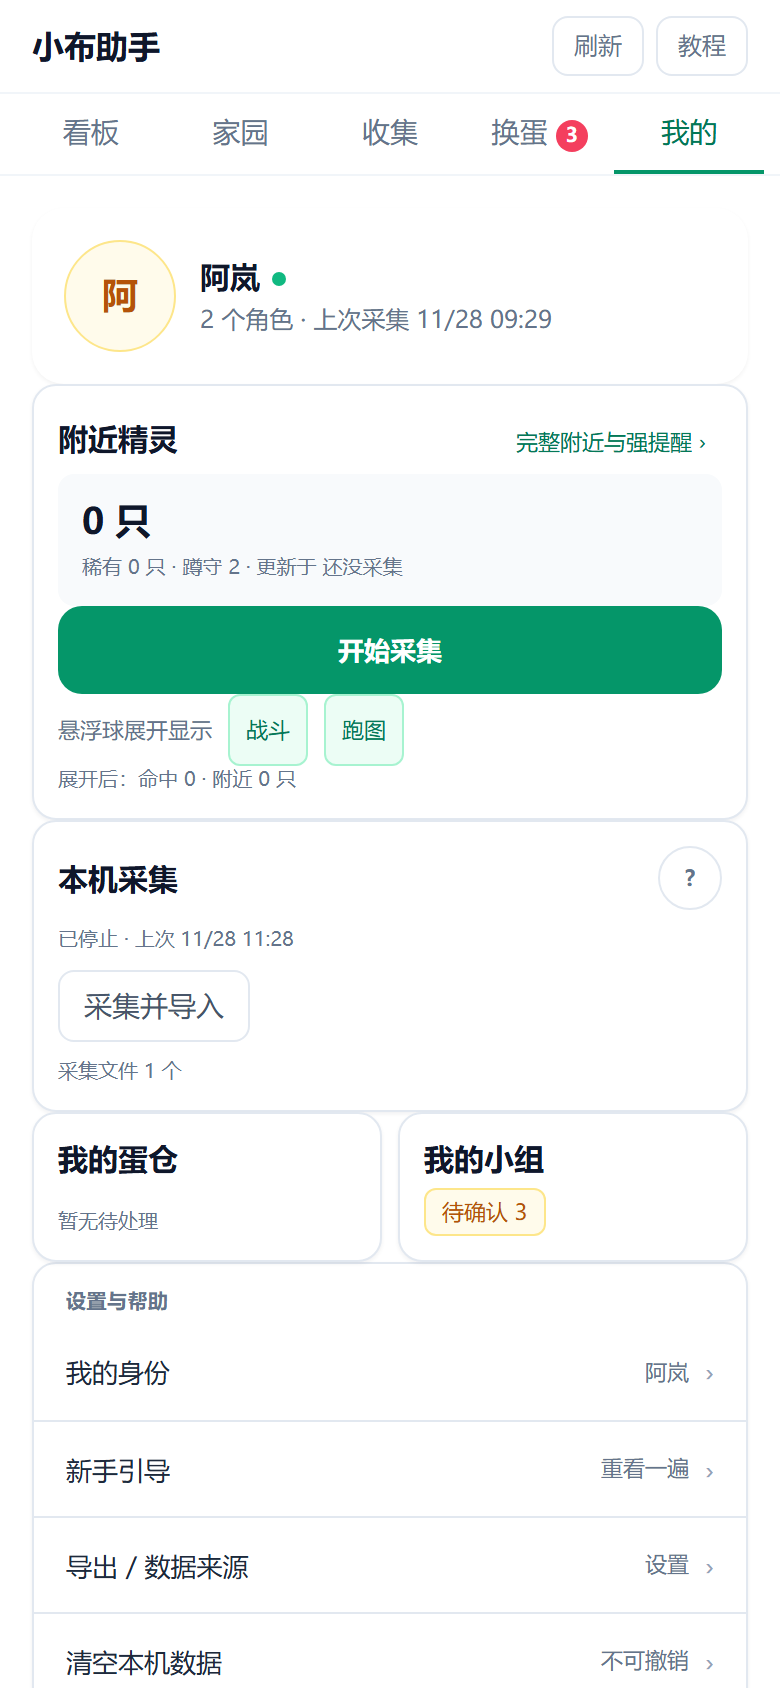 小布助手
刷新 教程
看板 家园 收集 换蛋 3 我的
阿
阿岚
2 个角色 · 上次采集 11/28 09:29
附近精灵 完整附近与强提醒 ›
0 只
稀有 0 只 · 蹲守 2 · 更新于 还没采集
开始采集
悬浮球展开显示 战斗 跑图
展开后：命中 0 · 附近 0 只
本机采集 ?
已停止 · 上次 11/28 11:28
采集并导入
采集文件 1 个
我的蛋仓
暂无待处理
我的小组
待确认 3
设置与帮助
我的身份 阿岚 ›
新手引导 重看一遍 ›
导出 / 数据来源 设置 ›
清空本机数据 不可撤销 ›